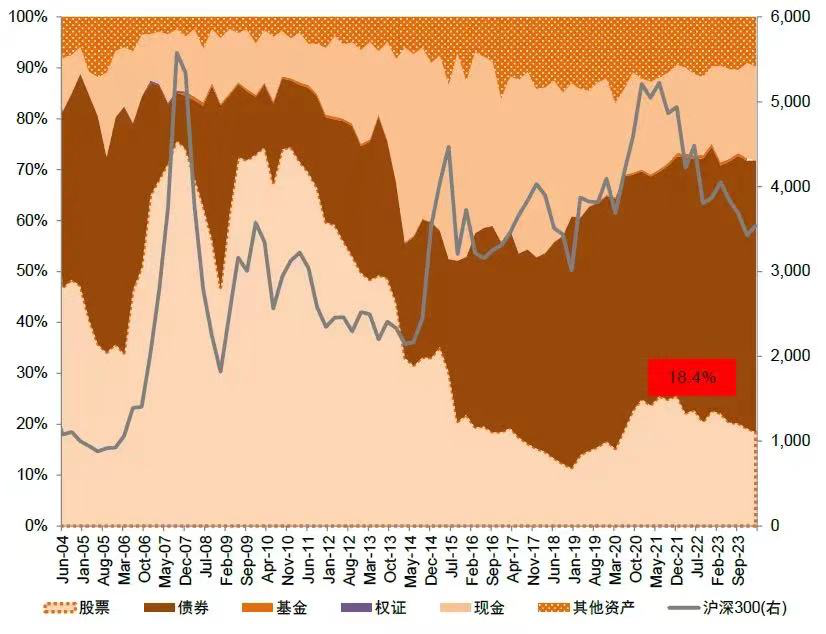 100%
90%
80%
70%
60%
50%
40%
30%
20%
10%
0%
6,000
5,000
4,000
3,000
2,000
1,000
0
18.4%
Jun-04
Jan-05
Aug-05
Mar-06
Oct-06
May-07
Dec-07
Jul-08
Feb-09
Sep-09
Apr-10
Nov-10
Jun-11
Jan-12
Aug-12
Mar-13
Oct-13
May-14
Dec-14
Jul-15
Feb-16
Sep-16
Apr-17
Nov-17
Jun-18
Jan-19
Aug-19
Mar-20
Oct-20
May-21
Dec-21
Jul-22
Feb-23
Sep-23
股票 债券 基金 权证 现金 其他资产 沪深300(右)